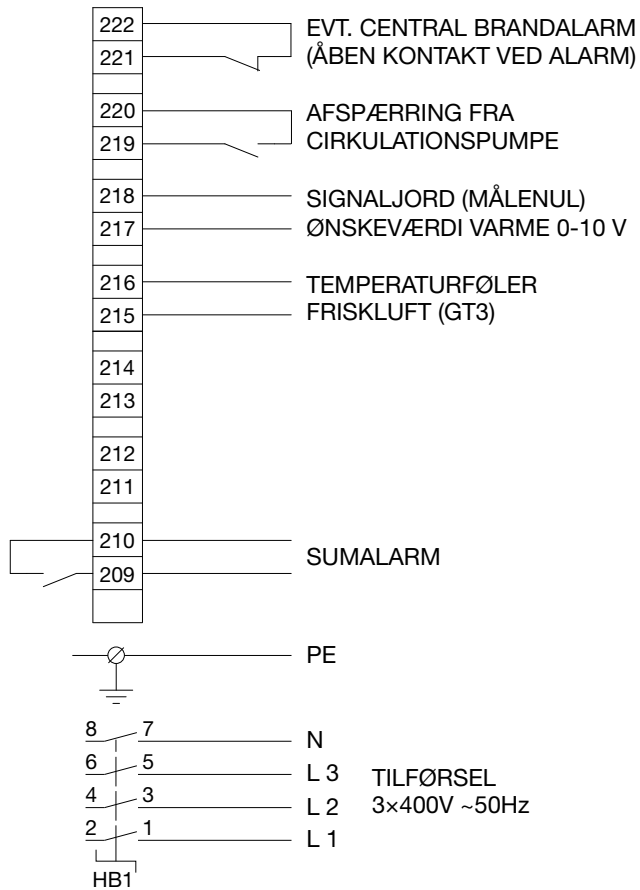 222 EVT. CENTRAL BRANDALARM
221 (ÅBEN KONTAKT VED ALARM)
220 AFSPÆRRING FRA
219 CIRKULATIONSPUMPE
218 SIGNALJORD (MÅLENUL)
217 ØNSKEVÆRDI VARME 0-10 V
216 TEMPERATURFØLER
215 FRISKLUFT (GT3)
214
213
212
211
210
SUMALARM
209
PE
8 7 N
6 5 L 3 TILFØRSEL
4 3 L 2 3×400V ~50Hz
2 1 L 1
HB1